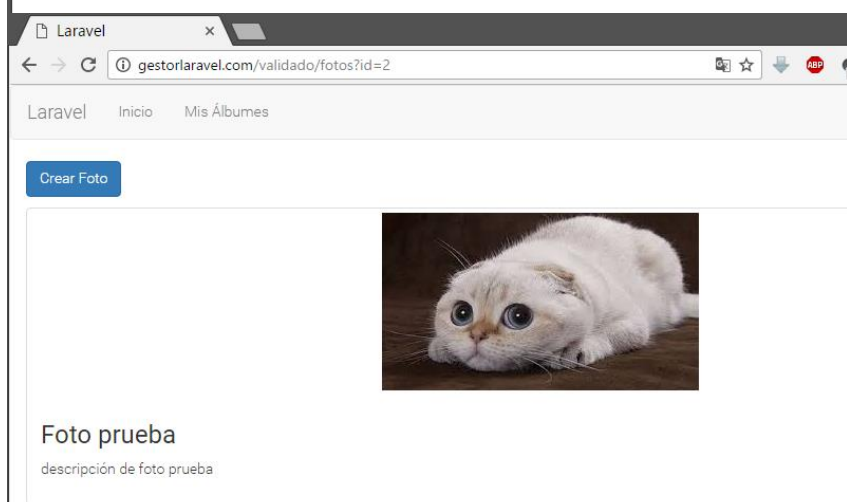 Laravel
gestorlaravel.com/validado/fotos?id=2
ABP
Laravel Inicio Mis Álbumes
Crear Foto
Foto prueba
descripción de foto prueba